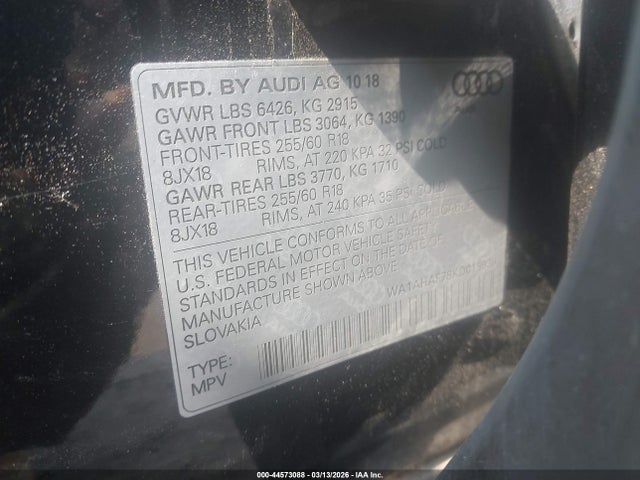 MFD. BY AUDI AG 10 18
GVWR LBS 6426, KG 2915
GAWR FRONT LBS 3064, KG 1390
FRONT-TIRES 255/60 R18
8JX18 RIMS, AT 220 KPA 32 PSI COLD
GAWR REAR LBS 3770, KG 1710
REAR-TIRES 255/60 R18
8JX18 RIMS, AT 240 KPA 35 PSI COLD
THIS VEHICLE CONFORMS TO ALL APPLICABLE
U.S. FEDERAL MOTOR VEHICLE SAFETY
STANDARDS IN EFFECT ON THE DATE OF
MANUFACTURE SHOWN ABOVE
SLOVAKIA
TYPE:
MPV
000-44573088 - 03/13/2026 - IAA Inc.